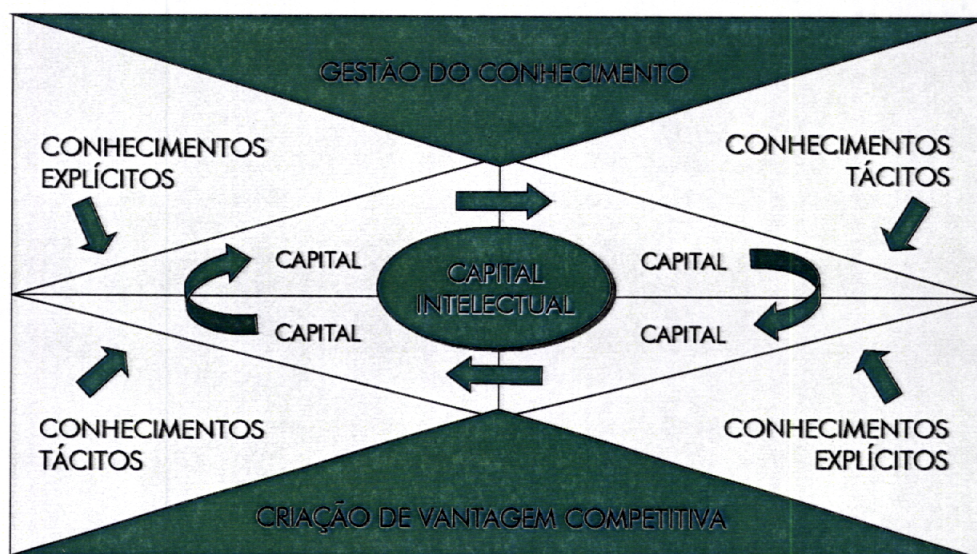 GESTÃO DO CONHECIMENTO
CONHECIMENTOS
EXPLÍCITOS
CONHECIMENTOS
TÁCITOS
CAPITAL
CAPITAL
INTELECTUAL
CAPITAL
CAPITAL
CAPITAL
CONHECIMENTOS
TÁCITOS
CONHECIMENTOS
EXPLÍCITOS
CRIAÇÃO DE VANTAGEM COMPETITIVA